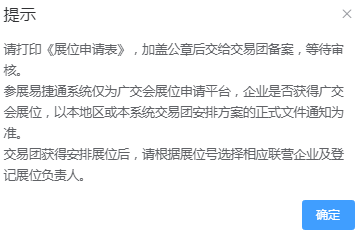 提示
请打印《展位申请表》，加盖公章后交给交易团备案，等待审
核。
参展易捷通系统仅为广交会展位申请平台，企业是否获得广交
会展位，以本地区或本系统交易团安排方案的正式文件通知为
准。
交易团获得安排展位后，请根据展位号选择相应联营企业及登
记展位负责人。
确定